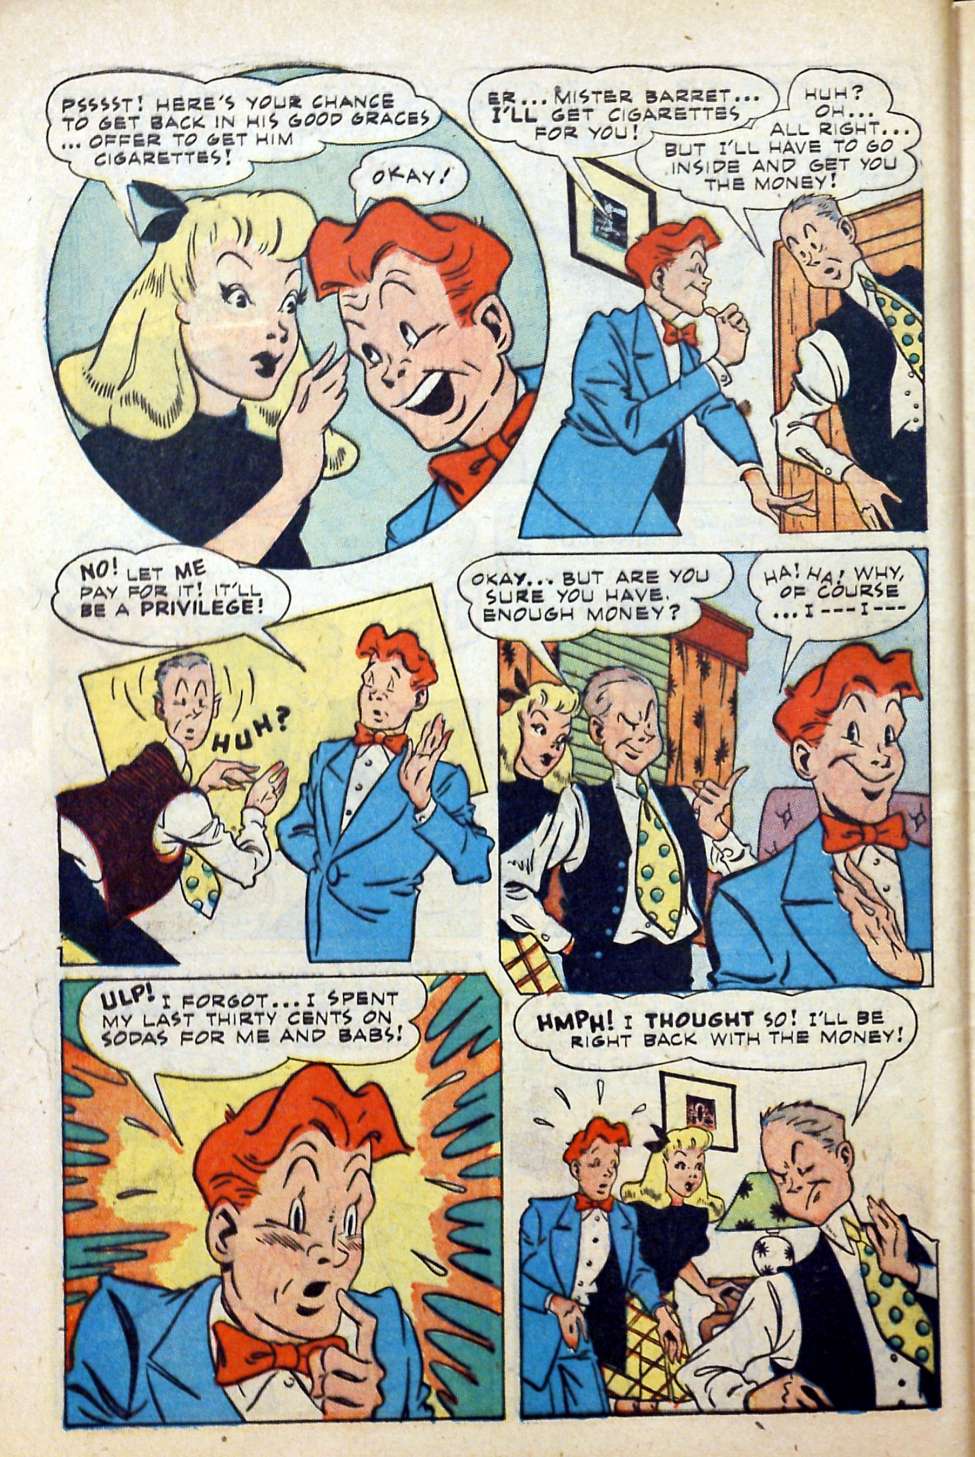 PSSSST! HERE'S YOUR CHANCE
TO GET BACK IN HIS GOOD GRACES
... OFFER TO GET HIM
CIGARETTES!
OKAY!
ER... MISTER BARRET...
I'LL GET CIGARETTES
FOR YOU!
HUH?
OH...
ALL RIGHT...
BUT I'LL HAVE TO GO
INSIDE AND GET YOU
THE MONEY!
NO! LET ME
PAY FOR IT! IT'LL
BE A PRIVILEGE!
HUH?
OKAY... BUT ARE YOU
SURE YOU HAVE
ENOUGH MONEY?
HA! HA! WHY,
OF COURSE
... I --- I---
ULP! I FORGOT... I SPENT
MY LAST THIRTY CENTS ON
SODAS FOR ME AND BABS!
HMPH! I THOUGHT SO! I'LL BE
RIGHT BACK WITH THE MONEY!